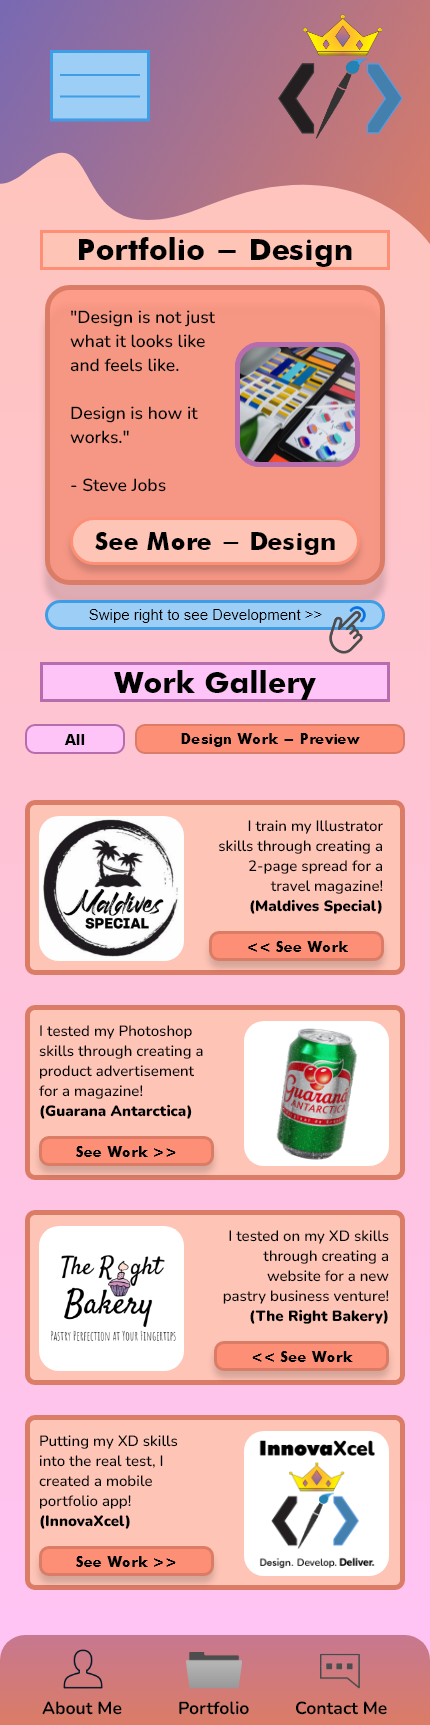 Portfolio – Design
"Design is not just
what it looks like
and feels like.
Design is how it
works."
- Steve Jobs
See More – Design
Swipe right to see Development >>
Work Gallery
All
Design Work – Preview
Maldives
SPECIAL
I train my Illustrator
skills through creating a
2-page spread for a
travel magazine!
(Maldives Special)
<< See Work
I tested my Photoshop
skills through creating a
product advertisement
for a magazine!
(Guarana Antarctica)
See Work >>
Guaraná
ANTARCTICA
The Right
Bakery
Pastry Perfection at Your Fingertips
I tested on my XD skills
through creating a
website for a new
pastry business venture!
(The Right Bakery)
<< See Work
Putting my XD skills
into the real test, I
created a mobile
portfolio app!
(InnovaXcel)
See Work >>
InnovaXcel
Design. Develop. Deliver.
About Me
Portfolio
Contact Me